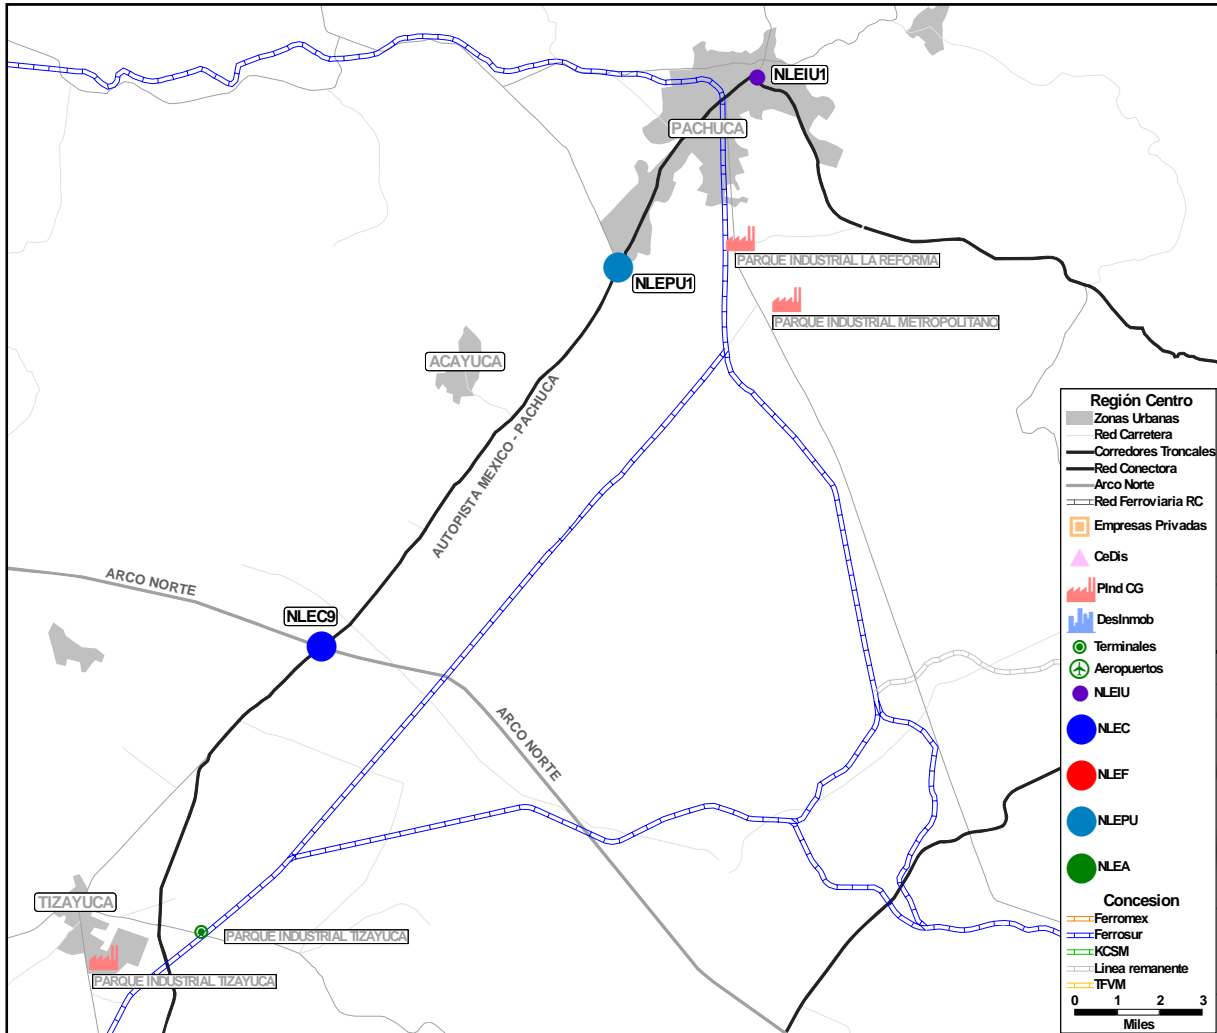 NLEIU1
PACHUCA
PARQUE INDUSTRIAL LA REFORMA
NLEPU1
PARQUE INDUSTRIAL METROPOLITANO
ACAYUCA
AUTOPISTA MEXICO - PACHUCA
ARCO NORTE
NLEC9
ARCO NORTE
TIZAYUCA
PARQUE INDUSTRIAL TIZAYUCA
PARQUE INDUSTRIAL TIZAYUCA
Región Centro
Zonas Urbanas
Red Carretera
Corredores Troncales
Red Conectora
Arco Norte
Red Ferroviaria RC
Empresas Privadas
CeDis
PInd CG
DesInmob
Terminales
Aeropuertos
NLEIU
NLEC
NLEF
NLEPU
NLEA
Concesion
Ferromex
Ferrosur
KCSM
Linea remanente
TFVM
0 1 2 3
Miles